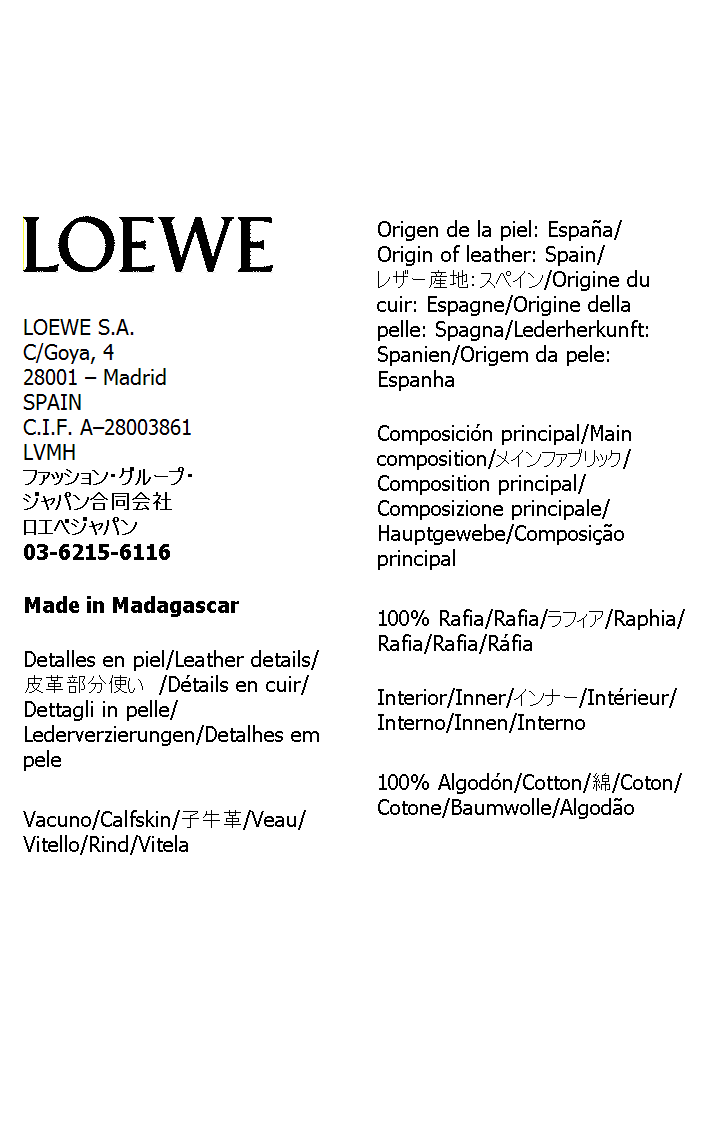 LOEWE
LOEWE S.A.
C/Goya, 4
28001 – Madrid
SPAIN
C.I.F. A–28003861
LVMH
ファッション・グループ・
ジャパン合同会社
ロエベジャパン
03-6215-6116
Made in Madagascar
Detalles en piel/Leather details/
皮革部分使い /Détails en cuir/
Dettagli in pelle/
Lederverzierungen/Detalhes em
pele
Vacuno/Calfskin/子牛革/Veau/
Vitello/Rind/Vitela
Origen de la piel: España/
Origin of leather: Spain/
レザー産地：スペイン/Origine du
cuir: Espagne/Origine della
pelle: Spagna/Lederherkunft:
Spanien/Origem da pele:
Espanha
Composición principal/Main
composition/メインファブリック/
Composition principal/
Composizione principale/
Hauptgewebe/Composição
principal
100% Rafia/Rafia/ラフィア/Raphia/
Rafia/Rafia/Ráfia
Interior/Inner/インナー/Intérieur/
Interno/Innen/Interno
100% Algodón/Cotton/綿/Coton/
Cotone/Baumwolle/Algodão